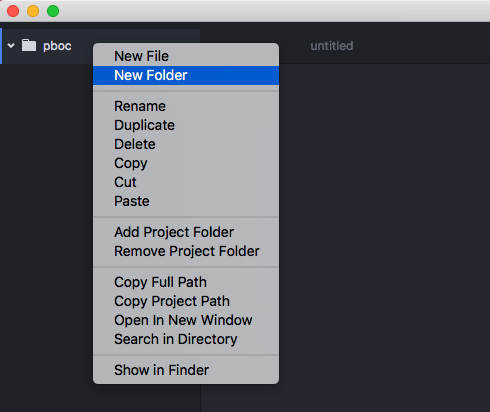 pboc
untitled
New File
New Folder
Rename
Duplicate
Delete
Copy
Cut
Paste
Add Project Folder
Remove Project Folder
Copy Full Path
Copy Project Path
Open In New Window
Search in Directory
Show in Finder